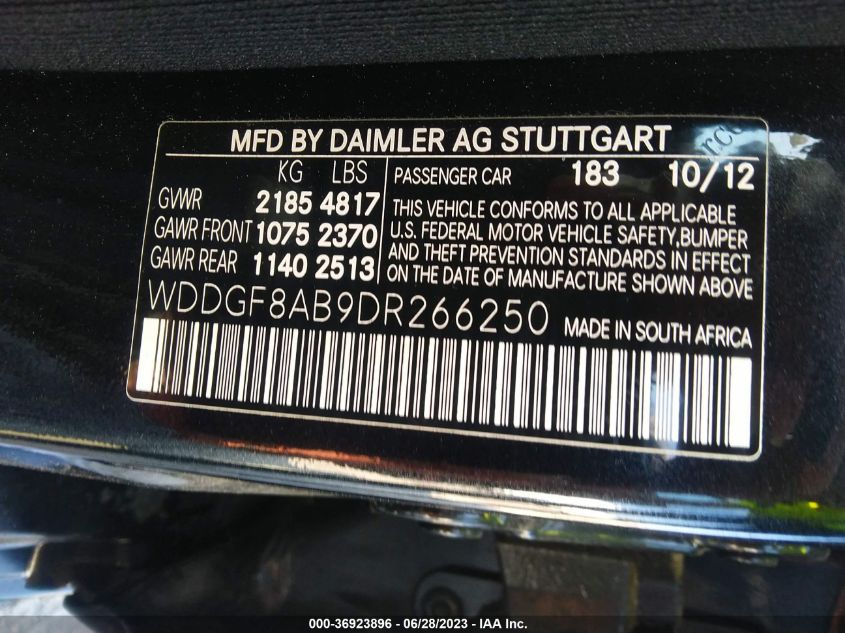 MFD BY DAIMLER AG STUTTGART
KG LBS
GVWR 2185 4817
GAWR FRONT 1075 2370
GAWR REAR 1140 2513
PASSENGER CAR 183 10/12
THIS VEHICLE CONFORMS TO ALL APPLICABLE
U.S. FEDERAL MOTOR VEHICLE SAFETY,BUMPER
AND THEFT PREVENTION STANDARDS IN EFFECT
ON THE DATE OF MANUFACTURE SHOWN ABOVE
WDDGF8AB9DR266250 MADE IN SOUTH AFRICA
000-36923896 - 06/28/2023 - IAA Inc.